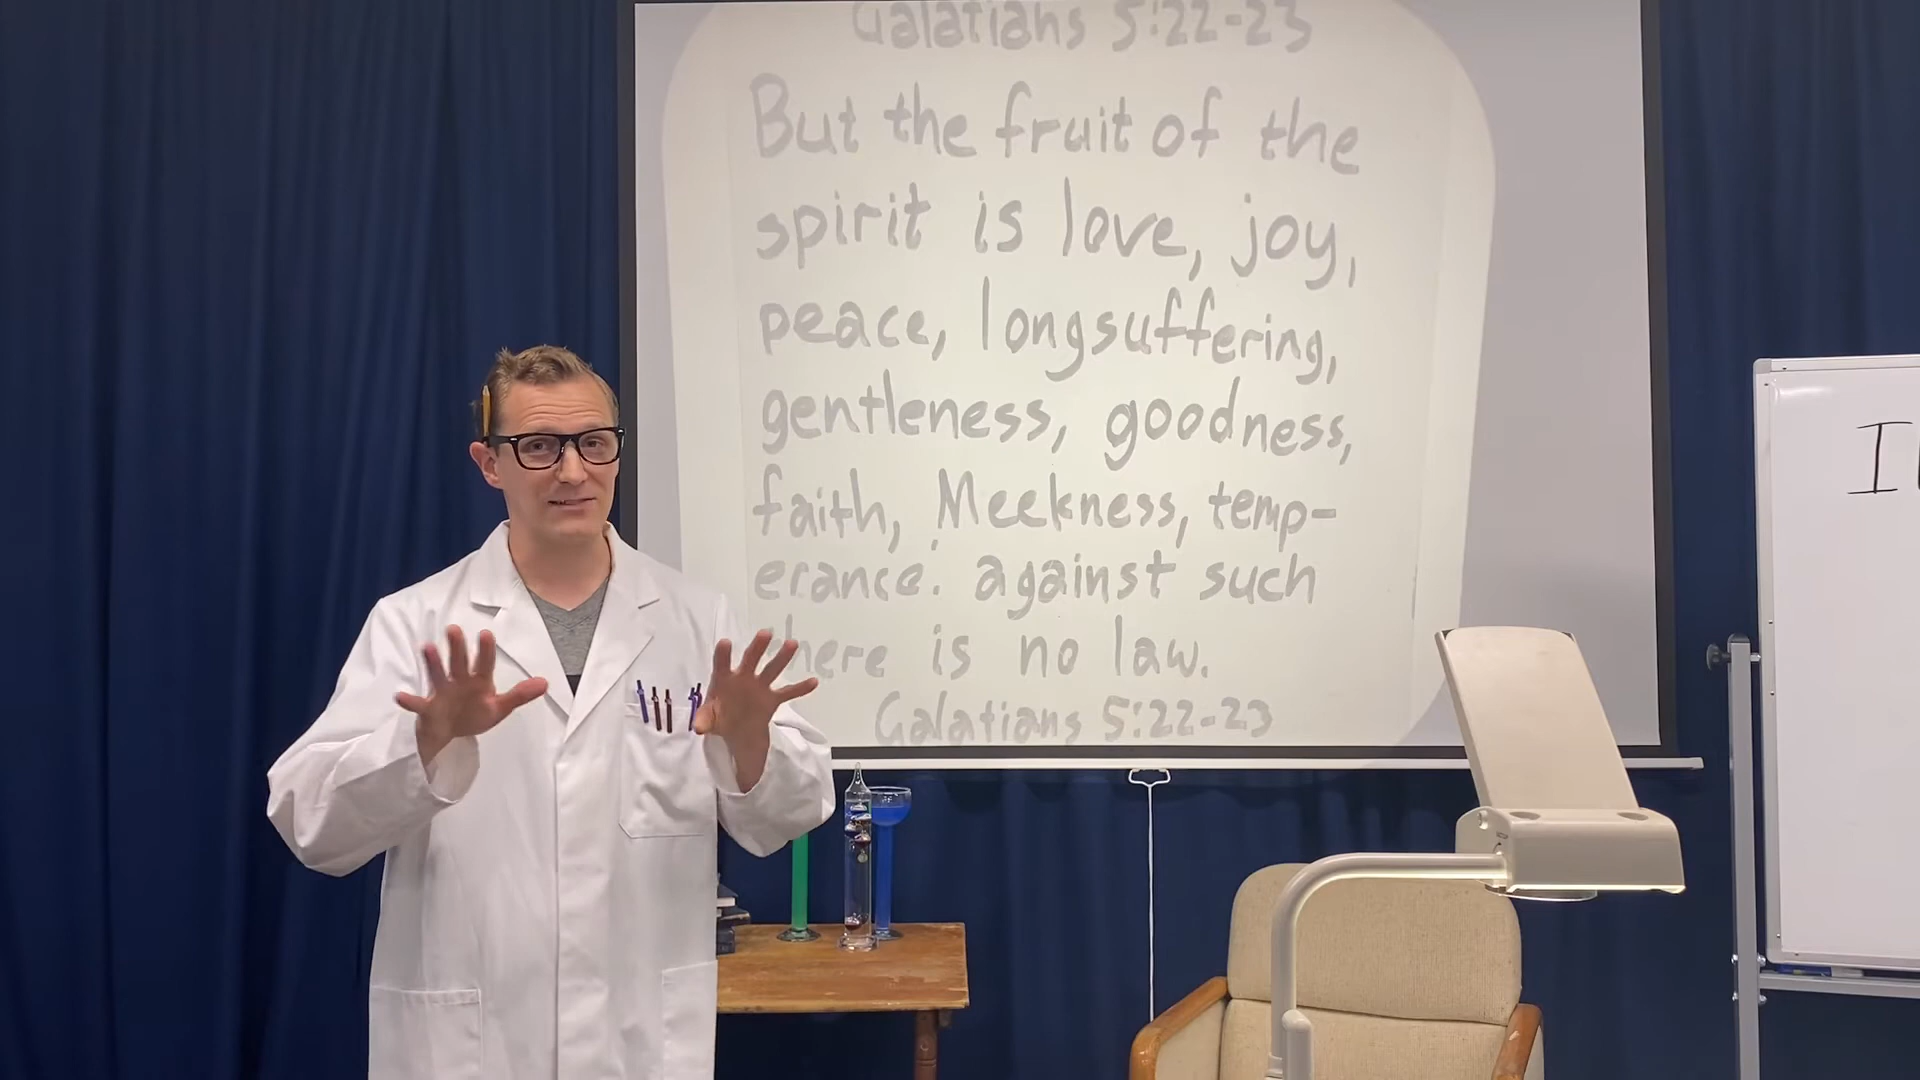 Galatians 5:22-23
But the fruit of the
spirit is love, joy,
peace, longsuffering,
gentleness, goodness,
faith, Meekness, temp-
erance: against such
there is no law.
Galatians 5:22-23
I